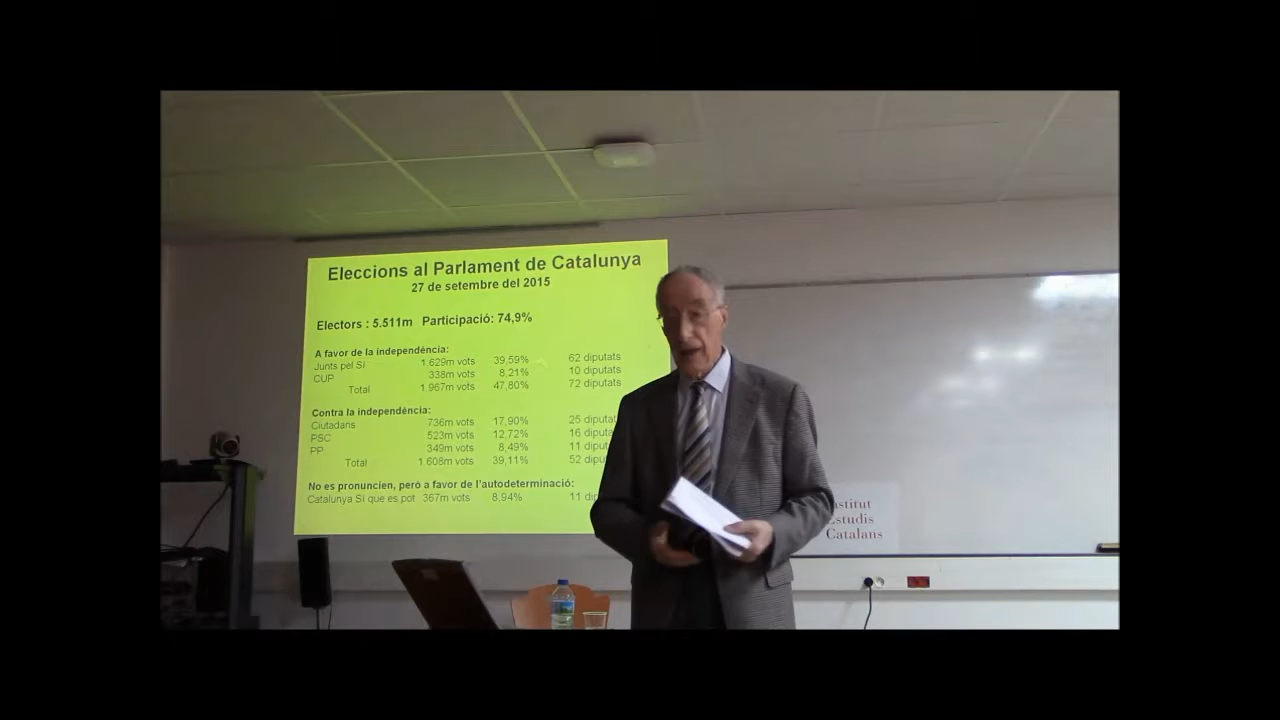 Eleccions al Parlament de Catalunya
27 de setembre del 2015
Electors : 5.511m Participació: 74,9%
A favor de la independència:
Junts pel Sí 1.629m vots 39,59% 62 diputats
CUP 338m vots 8,21% 10 diputats
Total 1.967m vots 47,80% 72 diputats
Contra la independència:
Ciutadans 736m vots 17,90% 25
PSC 523m vots 12,72% 16
PP 349m vots 8,49% 11
Total 1.608m vots 39,11% 52
No es pronuncien, però a favor de l'autodeterminació:
Catalunya Sí que es pot 367m vots 8,94% 11
Estudis
Catalans